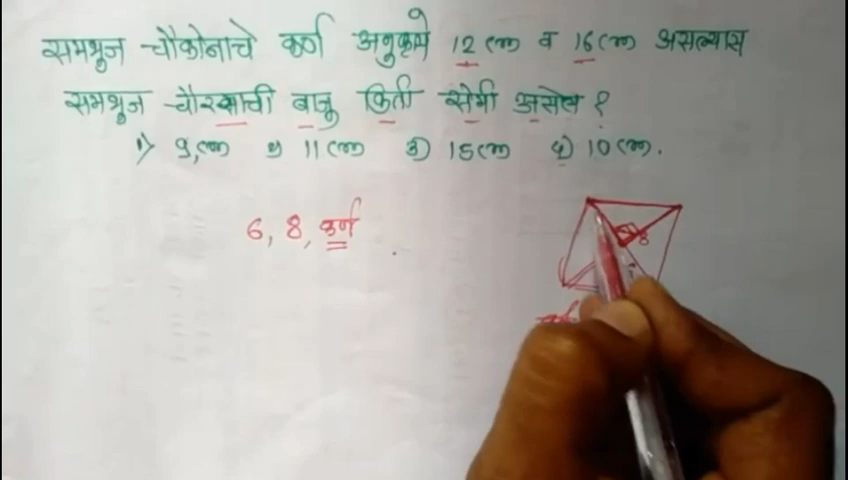 समभुज चौकोनाचे कर्ण अनुक्रमे 12 cm व 16 cm असल्यास
समभुज चौरसाची बाजु किती सेमी असेल ?
1) 9 cm 2) 11 cm 3) 15 cm 4) 10 cm.
6, 8, कर्ण
8